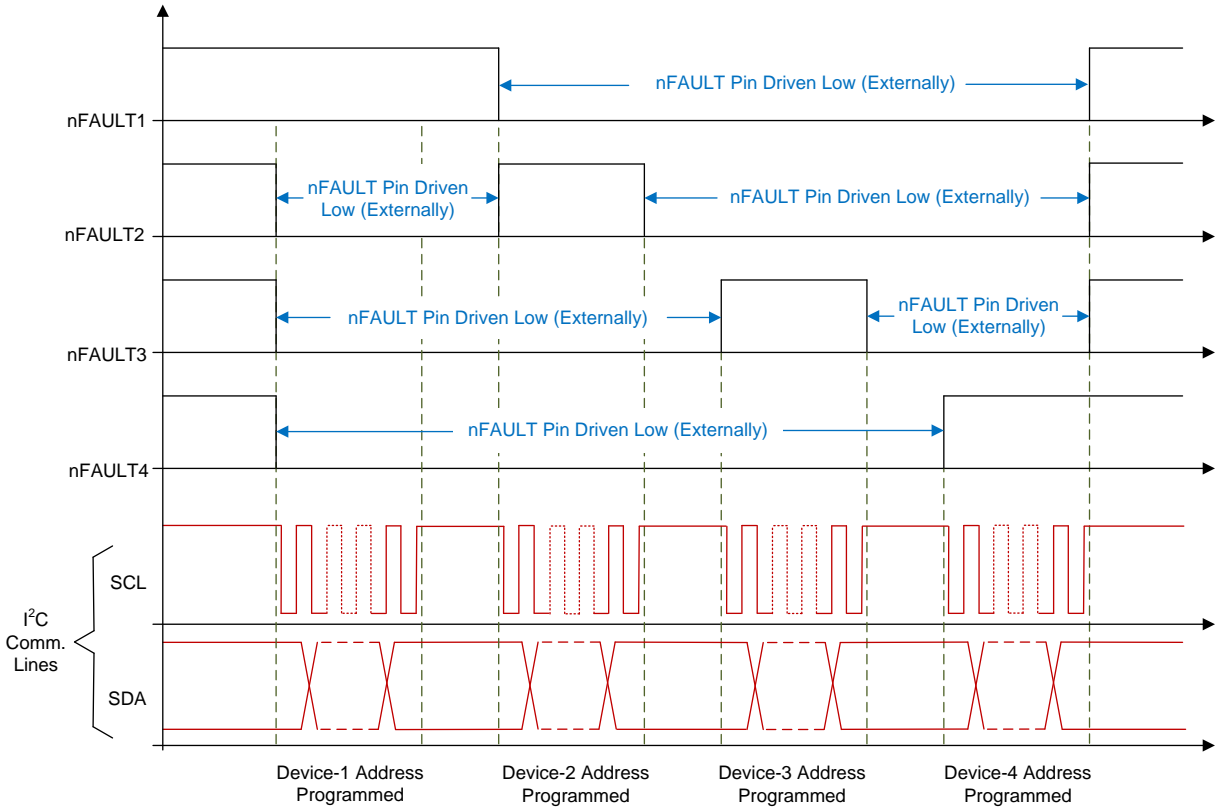 nFAULT Pin Driven Low (Externally)
nFAULT1
nFAULT Pin Driven
Low (Externally)
nFAULT Pin Driven Low (Externally)
nFAULT2
nFAULT Pin Driven Low (Externally)
nFAULT Pin Driven
Low (Externally)
nFAULT3
nFAULT Pin Driven Low (Externally)
nFAULT4
I²C
Comm.
Lines
SCL
SDA
Device-1 Address
Programmed
Device-2 Address
Programmed
Device-3 Address
Programmed
Device-4 Address
Programmed